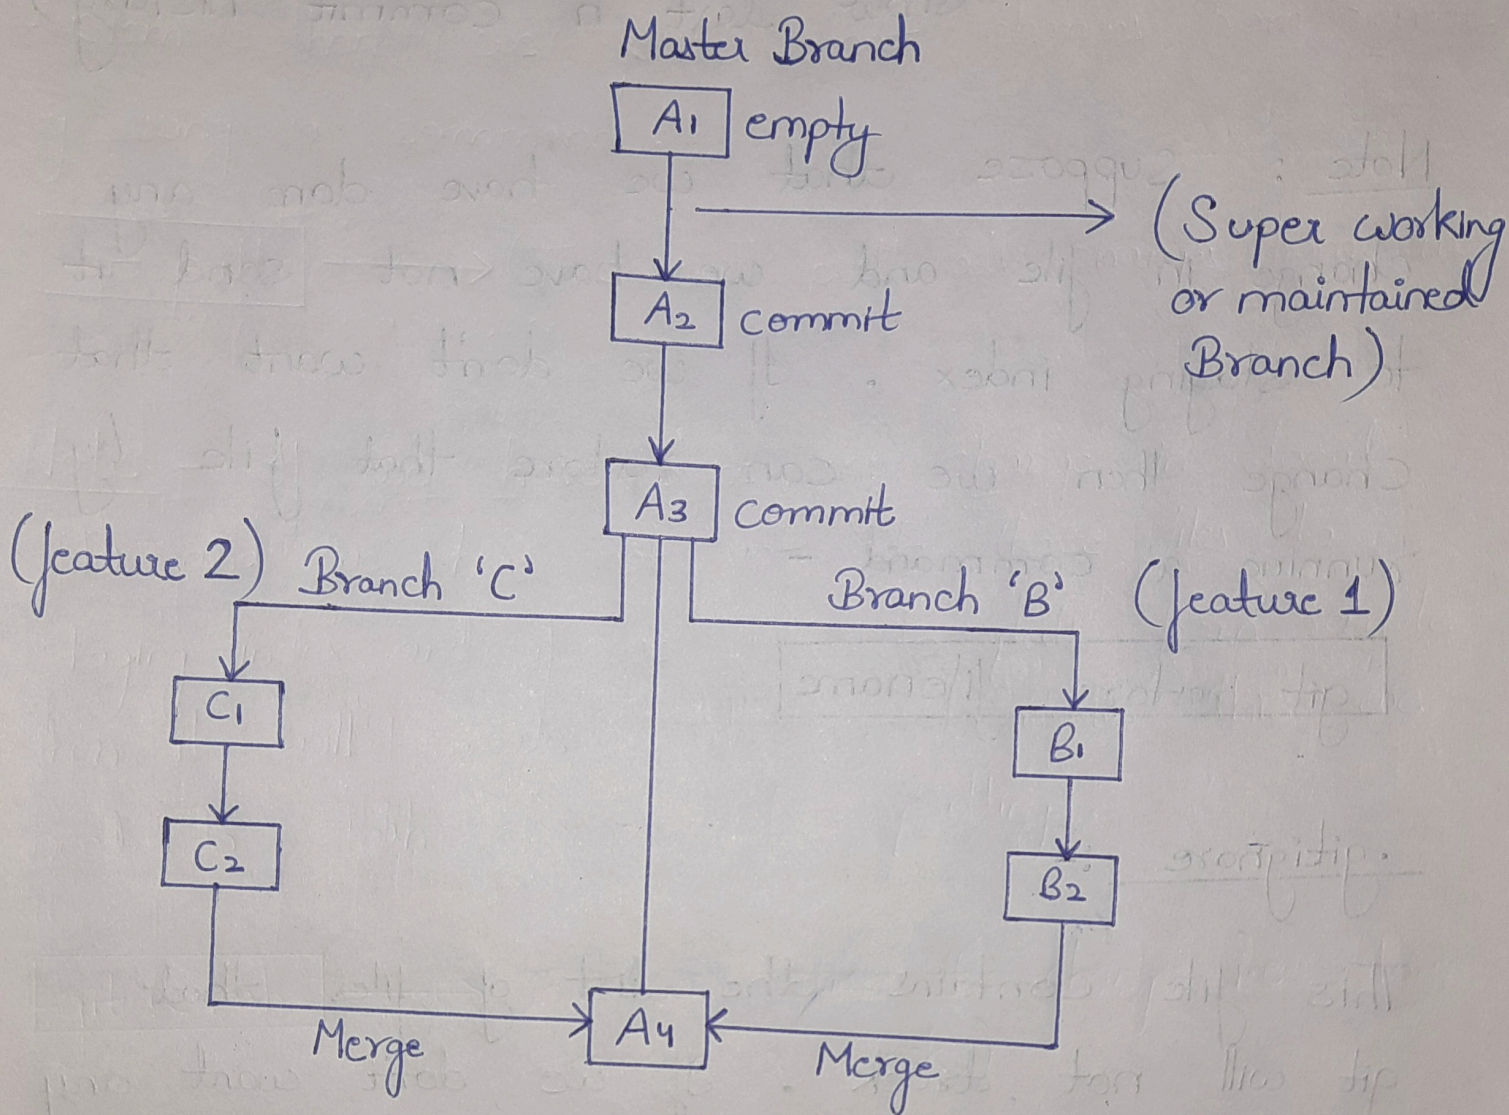 Master Branch
A1 empty
(Super working
or maintained
Branch)
A2 commit
A3 commit
(feature 2) Branch 'C'
Branch 'B' (feature 1)
C1
B1
C2
B2
A4
Merge
Merge